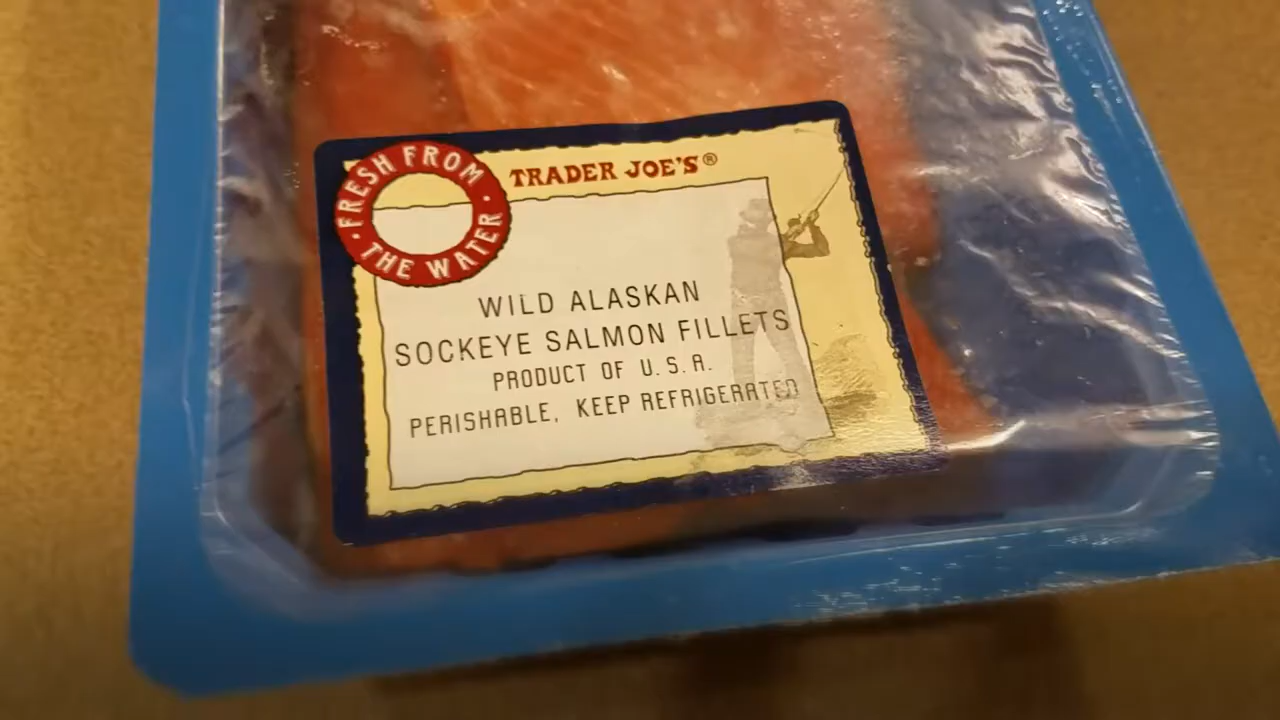 FRESH FROM
THE WATER
TRADER JOE'S®
WILD ALASKAN
SOCKEYE SALMON FILLETS
PRODUCT OF U.S.A.
PERISHABLE, KEEP REFRIGERATED